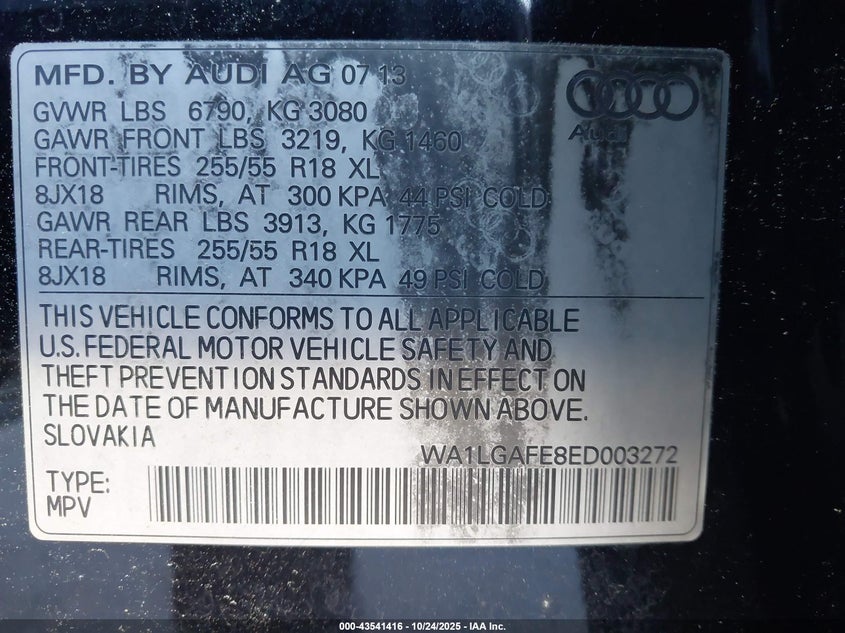 MFD. BY AUDI AG 07 13
GVWR LBS 6790, KG 3080
GAWR FRONT LBS 3219, KG 1460
FRONT-TIRES 255/55 R18 XL
8JX18 RIMS, AT 300 KPA 44 PSI COLD
GAWR REAR LBS 3913, KG 1775
REAR-TIRES 255/55 R18 XL
8JX18 RIMS, AT 340 KPA 49 PSI COLD
Audi
THIS VEHICLE CONFORMS TO ALL APPLICABLE
U.S. FEDERAL MOTOR VEHICLE SAFETY AND
THEFT PREVENTION STANDARDS IN EFFECT ON
THE DATE OF MANUFACTURE SHOWN ABOVE.
SLOVAKIA
WA1LGAFE8ED003272
TYPE:
MPV
000-43541416 - 10/24/2025 - IAA Inc.